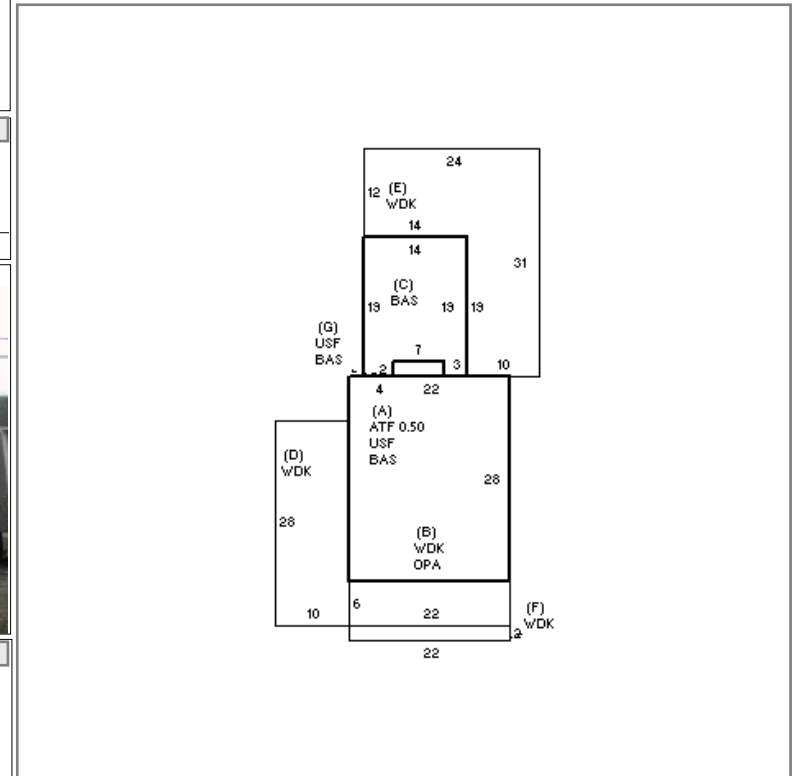 24
12 (E)
WDK
14
14
31
(C)
BAS
19 19 19
(G)
USF
BAS
7
2 3 10
4 22
(A)
ATF 0.50
USF
BAS
(D)
WDK
28
28
(B)
WDK
OPA
6
10 22
(F)
WDK
2
22